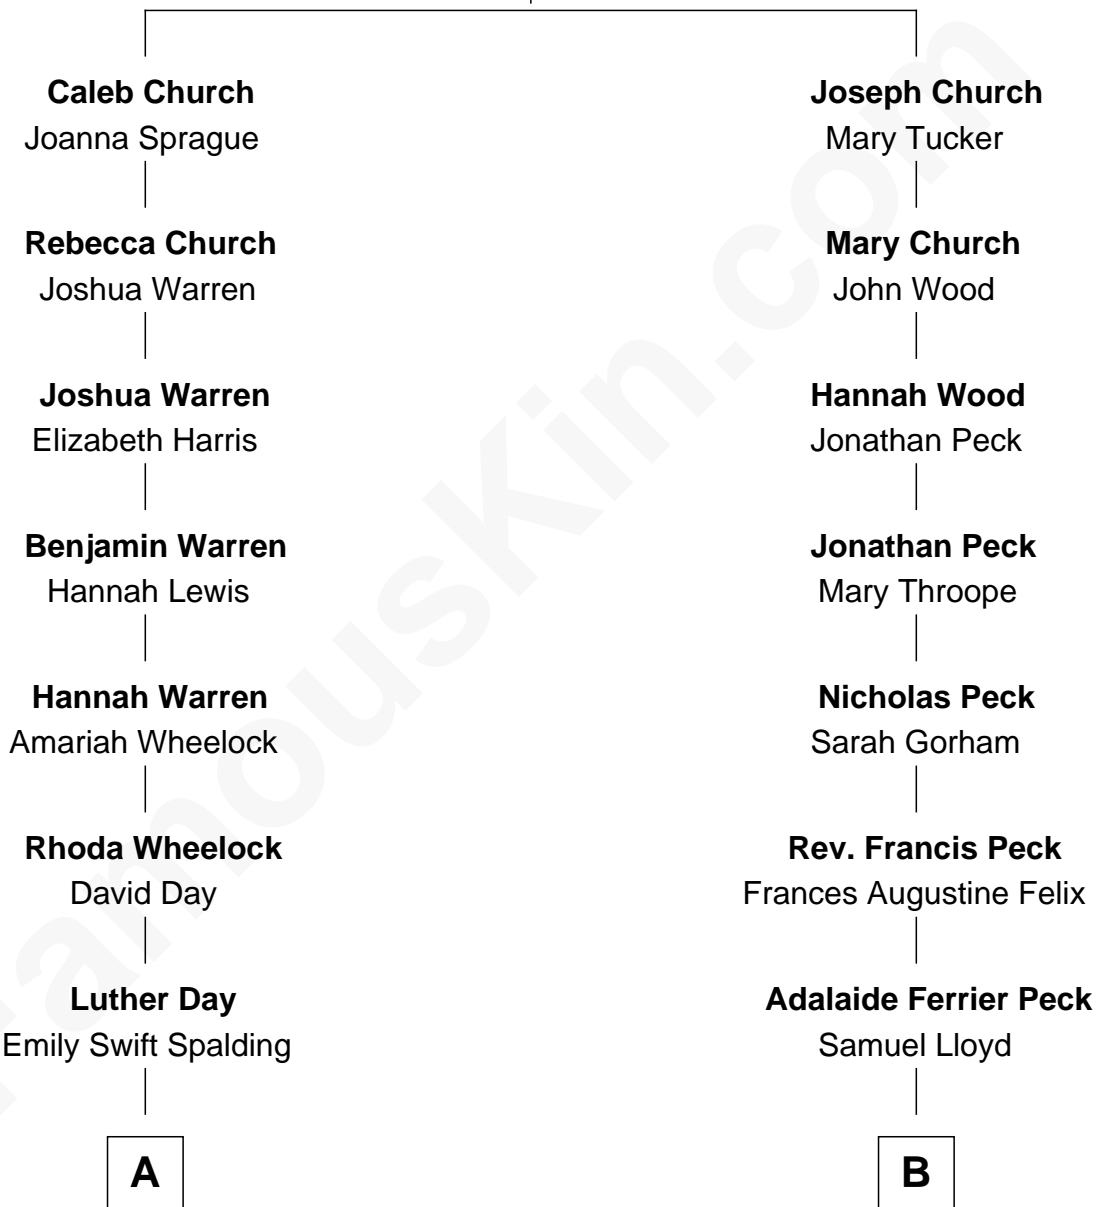 Caleb Church
Joanna Sprague
Rebecca Church
Joshua Warren
Joshua Warren
Elizabeth Harris
Benjamin Warren
Hannah Lewis
Hannah Warren
Amariah Wheelock
Rhoda Wheelock
David Day
Luther Day
Emily Swift Spalding
A
Joseph Church
Mary Tucker
Mary Church
John Wood
Hannah Wood
Jonathan Peck
Jonathan Peck
Mary Throope
Nicholas Peck
Sarah Gorham
Rev. Francis Peck
Frances Augustine Felix
Adalaide Ferrier Peck
Samuel Lloyd
B
FamousKin.com